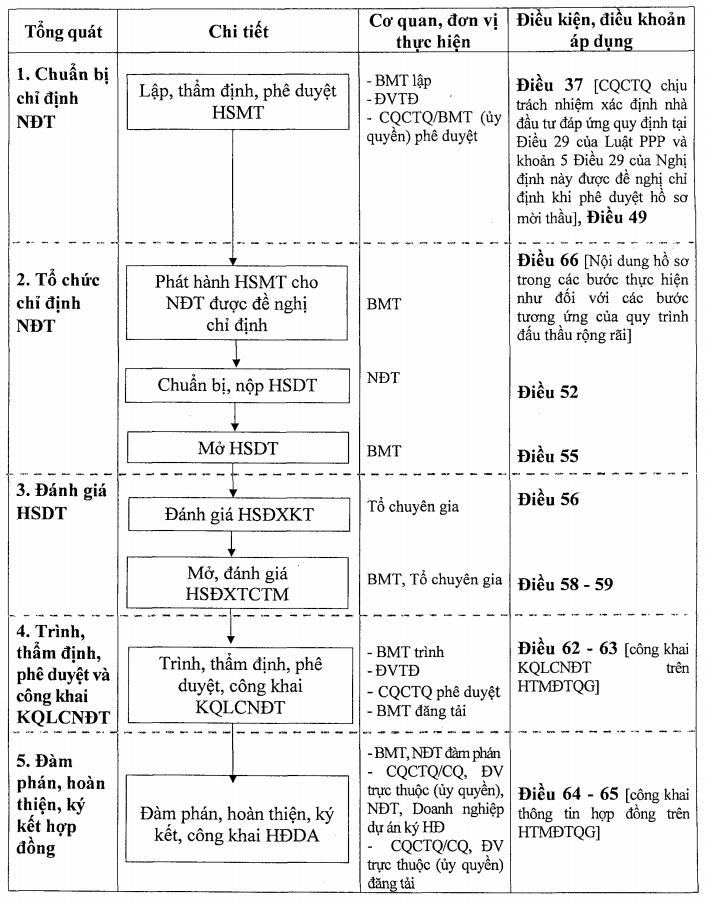 Tổng quát
Chi tiết
Cơ quan, đơn vị
thực hiện
Điều kiện, điều khoản
áp dụng
1. Chuẩn bị
chỉ định
NĐT
Lập, thẩm định, phê duyệt
HSMT
- BMT lập
- ĐVTĐ
- CQCTQ/BMT (ủy
quyền) phê duyệt
Điều 37 [CQCTQ chịu
trách nhiệm xác định nhà
đầu tư đáp ứng quy định tại
Điều 29 của Luật PPP và
khoản 5 Điều 29 của Nghị
định này được đề nghị chỉ
định khi phê duyệt hồ sơ
mời thầu], Điều 49
2. Tổ chức
chỉ định
NĐT
Phát hành HSMT cho
NĐT được đề nghị
chỉ định
BMT
Điều 66 [Nội dung hồ sơ
trong các bước thực hiện
như đối với các bước
tương ứng của quy trình
đấu thầu rộng rãi]
Chuẩn bị, nộp HSDT
NĐT
Điều 52
Mở HSDT
BMT
Điều 55
3. Đánh giá
HSDT
Đánh giá HSĐXKT
Tổ chuyên gia
Điều 56
Mở, đánh giá
HSĐXTCTM
BMT, Tổ chuyên gia
Điều 58 - 59
4. Trình,
thẩm định,
phê duyệt và
công khai
KQLCNĐT
Trình, thẩm định, phê
duyệt, công khai
KQLCNĐT
- BMT trình
- ĐVTĐ
- CQCTQ phê duyệt
- BMT đăng tải
Điều 62 - 63 [công khai
KQLCNĐT trên
HTMĐTQG]
5. Đàm
phán, hoàn
thiện, ký
kết hợp
đồng
Đàm phán, hoàn thiện, ký
kết, công khai HĐDA
- BMT, NĐT đàm phán
- CQCTQ/CQ, ĐV
trực thuộc (ủy quyền),
NĐT, Doanh nghiệp
dự án ký HĐ
- CQCTQ/CQ, ĐV
trực thuộc (ủy quyền)
đăng tải
Điều 64 - 65 [công khai
thông tin hợp đồng trên
HTMĐTQG]